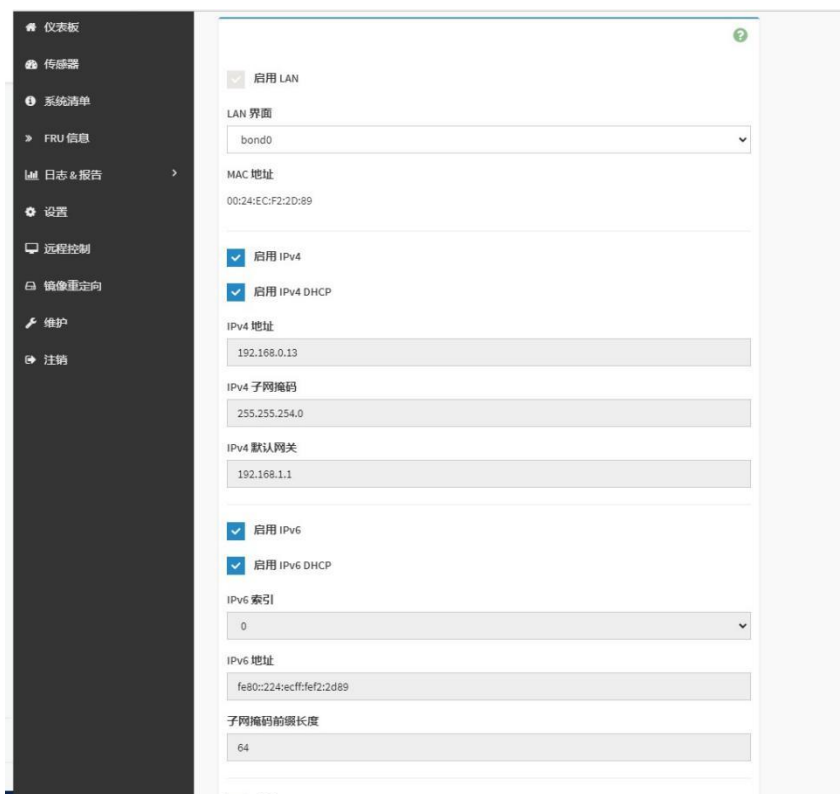 仪表板
传感器
系统清单
FRU 信息
日志 & 报告
设置
远程控制
镜像重定向
维护
注销
启用 LAN
LAN 界面
bond0
MAC 地址
00:24:EC:F2:2D:89
启用 IPv4
启用 IPv4 DHCP
IPv4 地址
192.168.0.13
IPv4 子网掩码
255.255.254.0
IPv4 默认网关
192.168.1.1
启用 IPv6
启用 IPv6 DHCP
IPv6 索引
0
IPv6 地址
fe80::224:ecff:fef2:2d89
子网掩码前缀长度
64